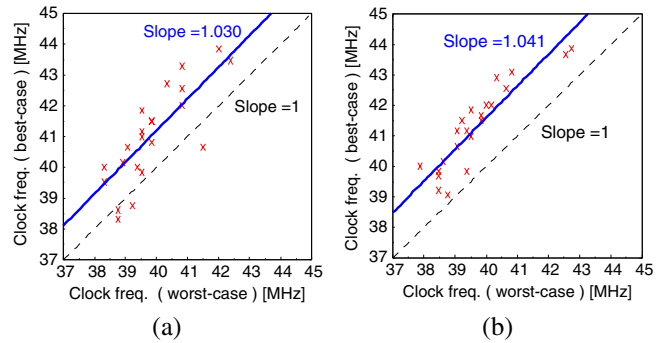 45
44
43
42
41
40
39
38
37
Clock freq. ( best-case ) [MHz]
Slope =1.030
Slope =1
37 38 39 40 41 42 43 44 45
Clock freq. ( worst-case ) [MHz]
(a)
45
44
43
42
41
40
39
38
37
Clock freq. ( best-case ) [MHz]
Slope =1.041
Slope =1
37 38 39 40 41 42 43 44 45
Clock freq. ( worst-case ) [MHz]
(b)